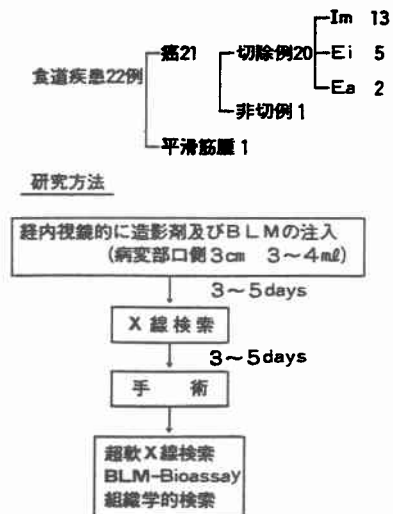 Im 13
癌21
切除例20
Ei 5
食道疾患22例
Ea 2
非切例1
平滑筋腫1
研究方法
経内視鏡的に造影剤及びBLMの注入
(病変部口側3cm 3~4㎖)
3~5days
X線検索
3~5days
手術
超軟X線検索
BLM-Bioassay
組織学的検索